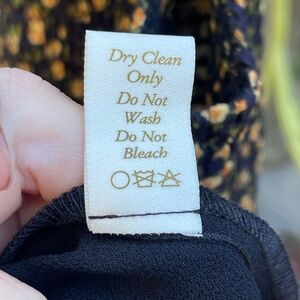 Dry Clean
Only
Do Not
Wash
Do Not
Bleach